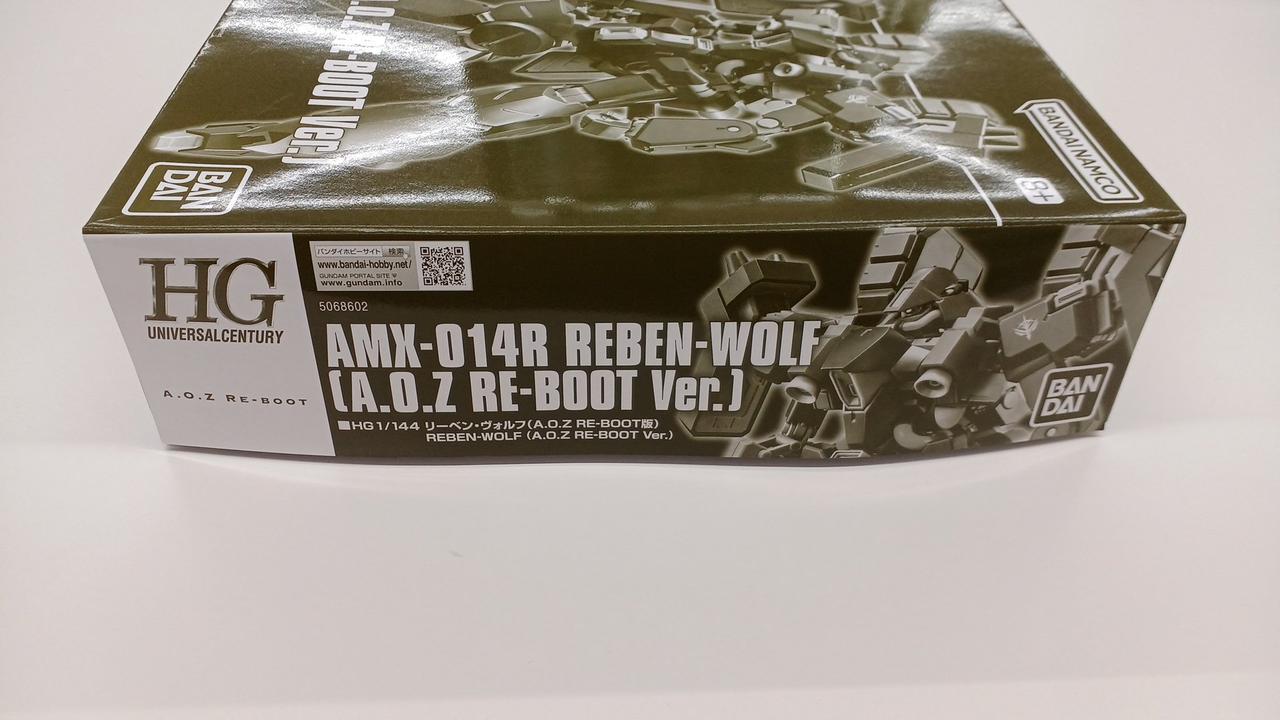 .O.Z RE-BOOT Ver.)
BAN
DAI
BANDAI NAMCO
8+
HG
UNIVERSAL CENTURY
A.O.Z RE-BOOT
バンダイホビーサイト 検索
www.bandai-hobby.net/
GUNDAM PORTAL SITE
www.gundam.info
5068602
AMX-014R REBEN-WOLF
(A.O.Z RE-BOOT Ver.)
■HG 1/144 リーベン・ヴォルフ(A.O.Z RE-BOOT版)
REBEN-WOLF (A.O.Z RE-BOOT Ver.)
BAN
DAI